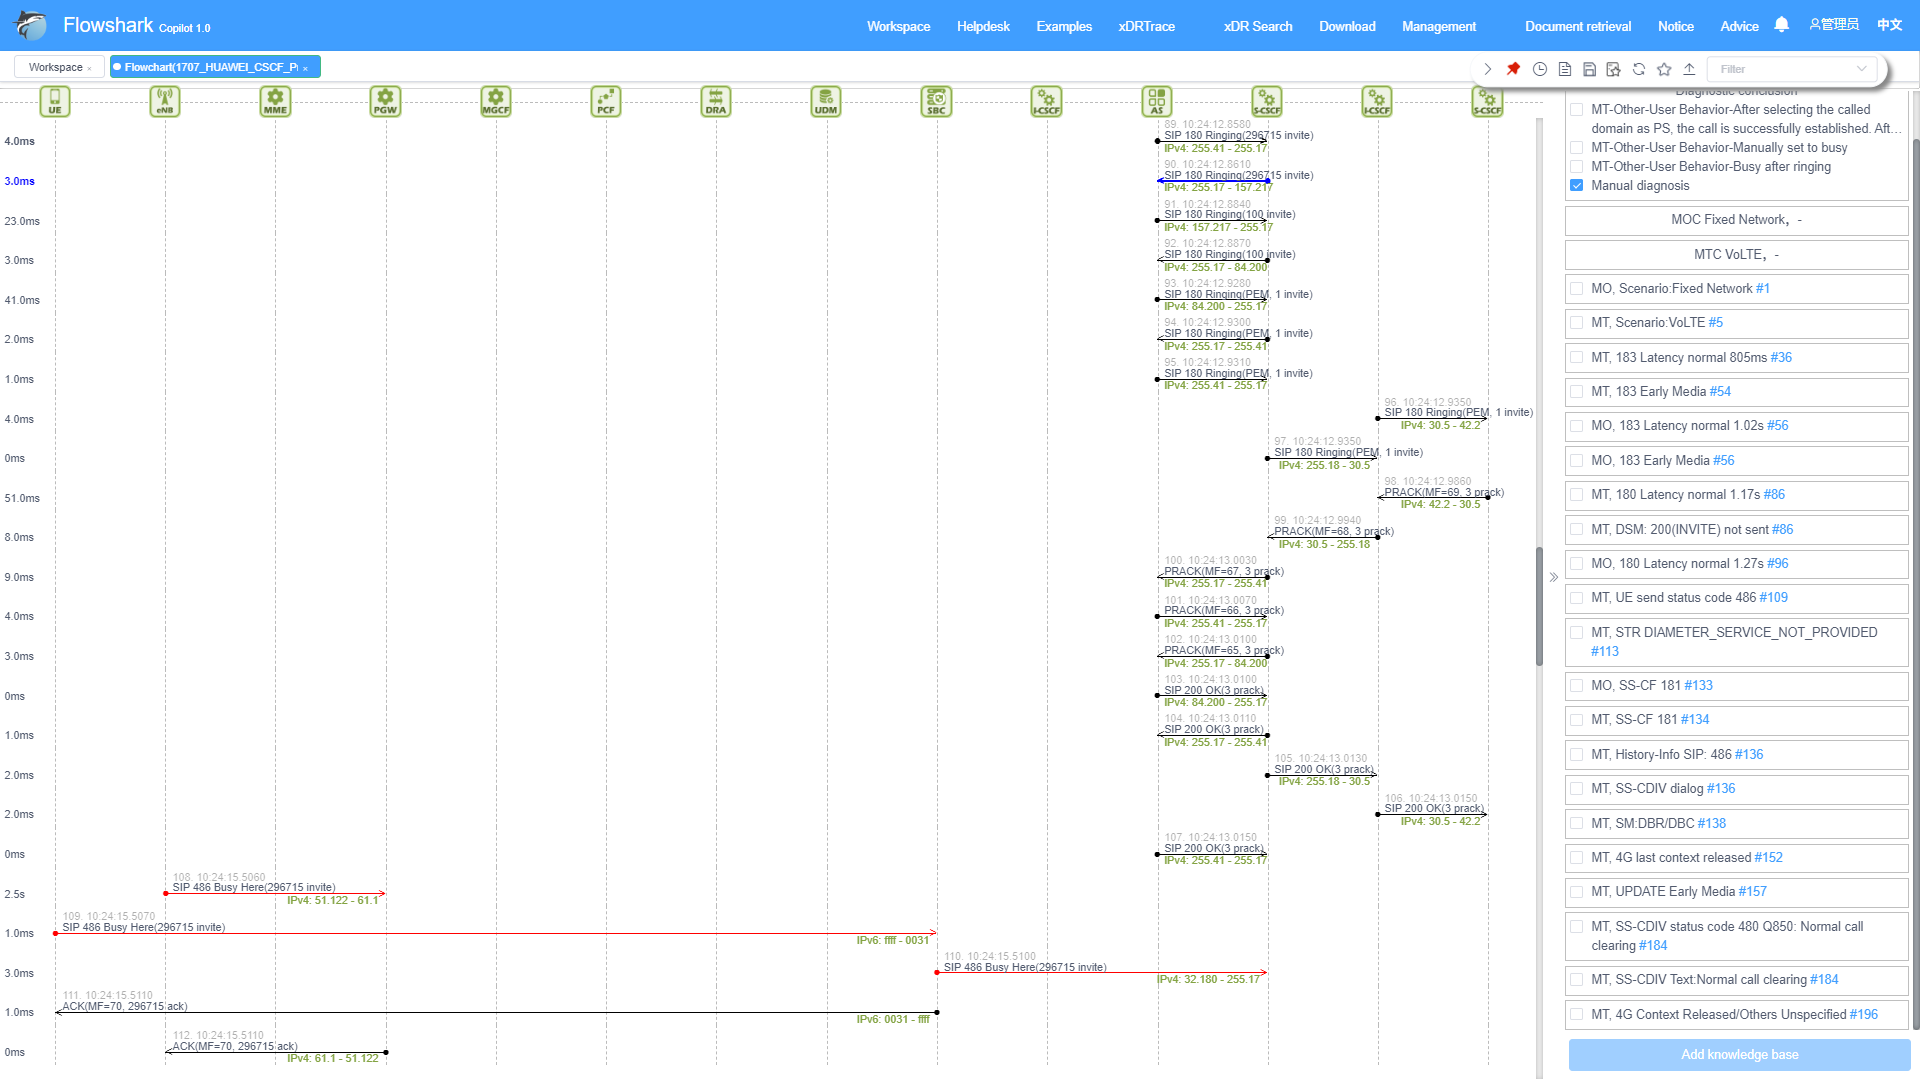 Flowshark Copilot 1.0
Workspace Helpdesk Examples xDRTrace xDR Search Download Management Document retrieval Notice Advice 管理员 中文
Workspace × Flowchart(1707_HUAWEI_CSCF_P( ×
Filter
UE eNB MME PGW MGCF PCF DRA UDM SBC I-CSCF AS S-CSCF I-CSCF S-CSCF
89. 10:24:12.8580
4.0ms SIP 180 Ringing(296715 invite)
IPv4: 255.41 - 255.17
90. 10:24:12.8610
3.0ms SIP 180 Ringing(296715 invite)
IPv4: 255.17 - 157.217
91. 10:24:12.8840
23.0ms SIP 180 Ringing(100 invite)
IPv4: 157.217 - 255.17
92. 10:24:12.8870
3.0ms SIP 180 Ringing(100 invite)
IPv4: 255.17 - 84.200
93. 10:24:12.9280
41.0ms SIP 180 Ringing(PEM, 1 invite)
IPv4: 84.200 - 255.17
94. 10:24:12.9300
2.0ms SIP 180 Ringing(PEM, 1 invite)
IPv4: 255.17 - 255.41
95. 10:24:12.9310
1.0ms SIP 180 Ringing(PEM, 1 invite)
IPv4: 255.41 - 255.17
96. 10:24:12.9350
4.0ms SIP 180 Ringing(PEM, 1 invite)
IPv4: 30.5 - 42.2
97. 10:24:12.9350
0ms SIP 180 Ringing(PEM, 1 invite)
IPv4: 255.18 - 30.5
98. 10:24:12.9860
51.0ms PRACK(MF=69, 3 prack)
IPv4: 42.2 - 30.5
99. 10:24:12.9940
8.0ms PRACK(MF=68, 3 prack)
IPv4: 30.5 - 255.18
100. 10:24:13.0030
9.0ms PRACK(MF=67, 3 prack)
IPv4: 255.17 - 255.41
101. 10:24:13.0070
4.0ms PRACK(MF=66, 3 prack)
IPv4: 255.41 - 255.17
102. 10:24:13.0100
3.0ms PRACK(MF=65, 3 prack)
IPv4: 255.17 - 84.200
103. 10:24:13.0100
0ms SIP 200 OK(3 prack)
IPv4: 84.200 - 255.17
104. 10:24:13.0110
1.0ms SIP 200 OK(3 prack)
IPv4: 255.17 - 255.41
105. 10:24:13.0130
2.0ms SIP 200 OK(3 prack)
IPv4: 255.18 - 30.5
106. 10:24:13.0150
2.0ms SIP 200 OK(3 prack)
IPv4: 30.5 - 42.2
107. 10:24:13.0150
0ms SIP 200 OK(3 prack)
IPv4: 255.41 - 255.17
108. 10:24:15.5060
2.5s SIP 486 Busy Here(296715 invite)
IPv4: 51.122 - 61.1
109. 10:24:15.5070
1.0ms SIP 486 Busy Here(296715 invite)
IPv6: ffff - 0031
110. 10:24:15.5100
3.0ms SIP 486 Busy Here(296715 invite)
IPv4: 32.180 - 255.17
111. 10:24:15.5110
1.0ms ACK(MF=70, 296715 ack)
IPv6: 0031 - ffff
112. 10:24:15.5110
0ms ACK(MF=70, 296715 ack)
IPv4: 61.1 - 51.122
Diagnostic conclusion
MT-Other-User Behavior-After selecting the called
domain as PS, the call is successfully established. Aft...
MT-Other-User Behavior-Manually set to busy
MT-Other-User Behavior-Busy after ringing
Manual diagnosis
MOC Fixed Network，-
MTC VoLTE，-
MO, Scenario:Fixed Network #1
MT, Scenario:VoLTE #5
MT, 183 Latency normal 805ms #36
MT, 183 Early Media #54
MO, 183 Latency normal 1.02s #56
MO, 183 Early Media #56
MT, 180 Latency normal 1.17s #86
MT, DSM: 200(INVITE) not sent #86
MO, 180 Latency normal 1.27s #96
MT, UE send status code 486 #109
MT, STR DIAMETER_SERVICE_NOT_PROVIDED
#113
MO, SS-CF 181 #133
MT, SS-CF 181 #134
MT, History-Info SIP: 486 #136
MT, SS-CDIV dialog #136
MT, SM:DBR/DBC #138
MT, 4G last context released #152
MT, UPDATE Early Media #157
MT, SS-CDIV status code 480 Q850: Normal call
clearing #184
MT, SS-CDIV Text:Normal call clearing #184
MT, 4G Context Released/Others Unspecified #196
Add knowledge base